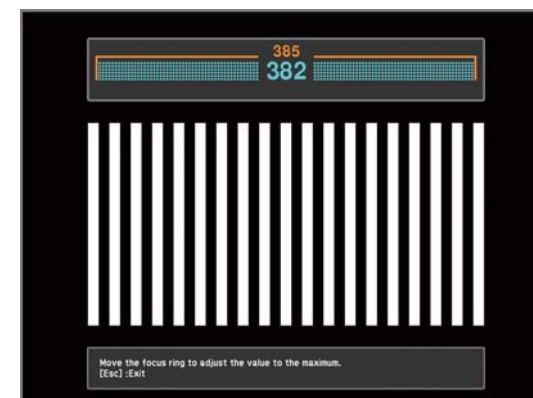 385
382
Move the focus ring to adjust the value to the maximum.
[Esc] :Exit